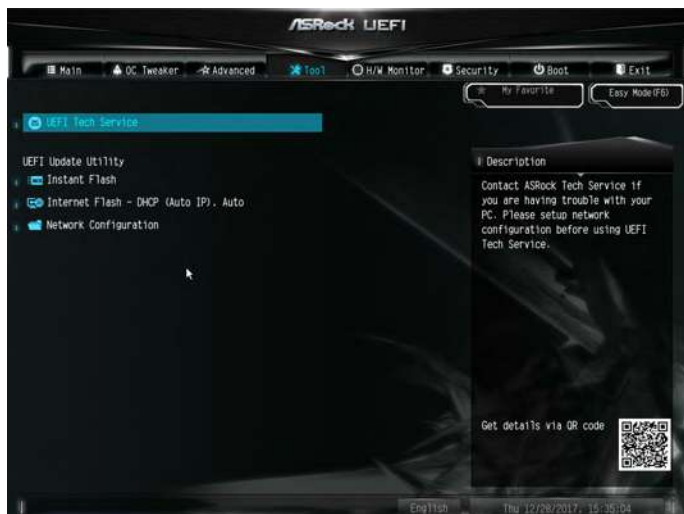 ASRock UEFI
Main OC Tweaker Advanced Tool H/W Monitor Security Boot Exit
My Favorite Easy Mode(F6)
UEFI Tech Service
UEFI Update Utility
Instant Flash
Internet Flash - DHCP (Auto IP). Auto
Network Configuration
Description
Contact ASRock Tech Service if
you are having trouble with your
PC. Please setup network
configuration before using UEFI
Tech Service.
Get details via QR code
English Thu 12/28/2017, 15:35:04